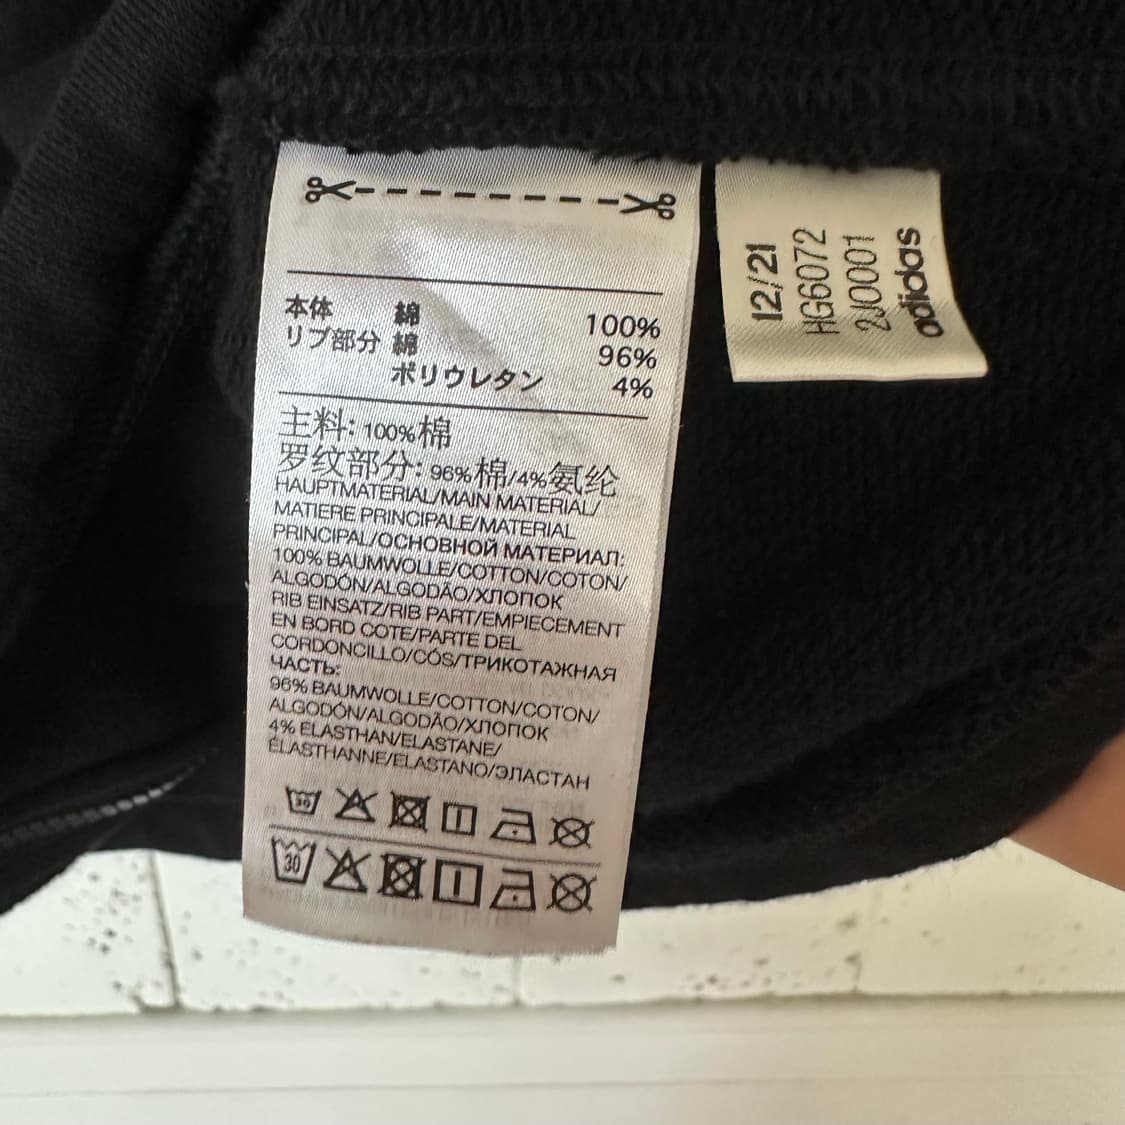 本体 綿 100%
リブ部分 綿 96%
ポリウレタン 4%
主料: 100%棉
罗纹部分: 96%棉/4%氨纶
HAUPTMATERIAL/MAIN MATERIAL/
MATIERE PRINCIPALE/MATERIAL
PRINCIPAL/ОСНОВНОЙ МАТЕРИАЛ:
100% BAUMWOLLE/COTTON/COTON/
ALGODÓN/ALGODÃO/ХЛОПОК
RIB EINSATZ/RIB PART/EMPIECEMENT
EN BORD COTE/PARTE DEL
CORDONCILLO/CÓS/ТРИКОТАЖНАЯ
ЧАСТЬ:
96% BAUMWOLLE/COTTON/COTON/
ALGODÓN/ALGODÃO/ХЛОПОК
4% ELASTHAN/ELASTANE/
ÉLASTHANNE/ELASTANO/ЭЛАСТАН
30
30
12/21
HG6072
2J0001
adidas